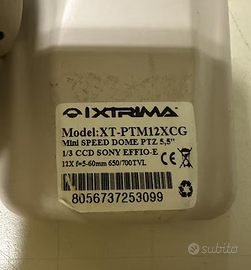 IXTRIMA
Model:XT-PTM12XCG
Mini SPEED DOME PTZ 5,5"
1/3 CCD SONY EFFIO-E
12X f=5-60mm 650/700TVL
CE
8056737253099
subito